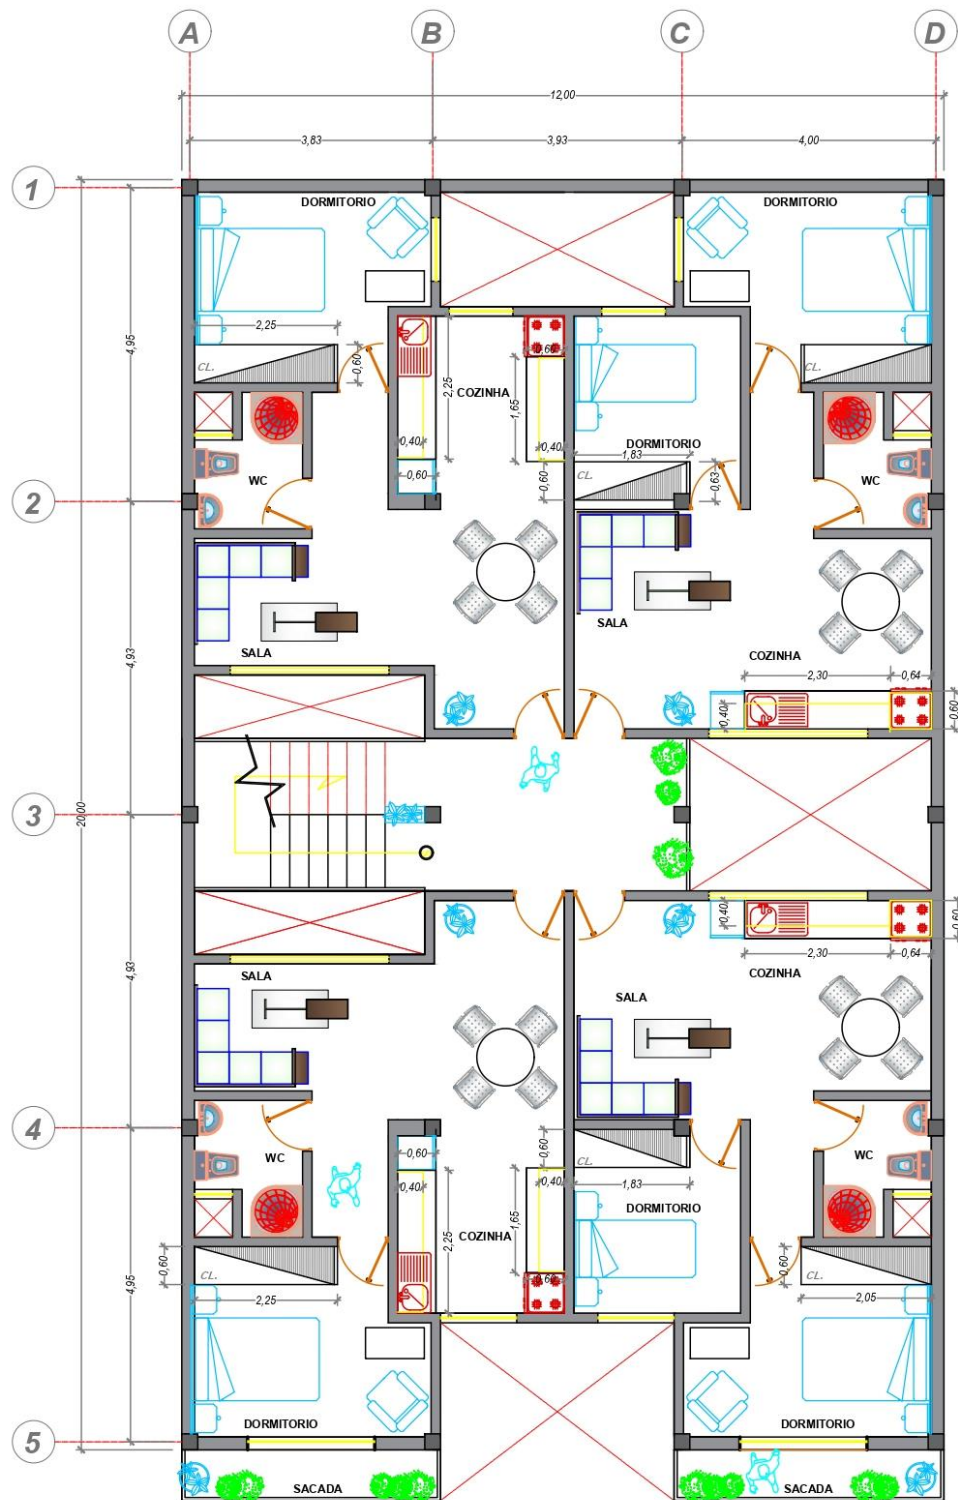 A B C D
12,00
3,83 3,93 4,00
1
DORMITORIO DORMITORIO
2,25
4,95
0,60
CL.
0,66
2,25
COZINHA
1,65
CL.
DORMITORIO
0,40 0,40
1,83
0,60
0,60
CL.
0,63
WC WC
2
SALA
SALA
COZINHA
4,93
2,30 0,64
0,40
0,60
3
20,00
0,40
0,60
2,30 0,64
4,93
SALA COZINHA
SALA
4
0,60
0,60
CL.
WC WC
0,40 0,40
1,83
1,65
2,25
DORMITORIO
COZINHA
0,60
CL.
2,25
0,66
0,60
CL.
2,05
4,95
DORMITORIO DORMITORIO
5
SACADA SACADA